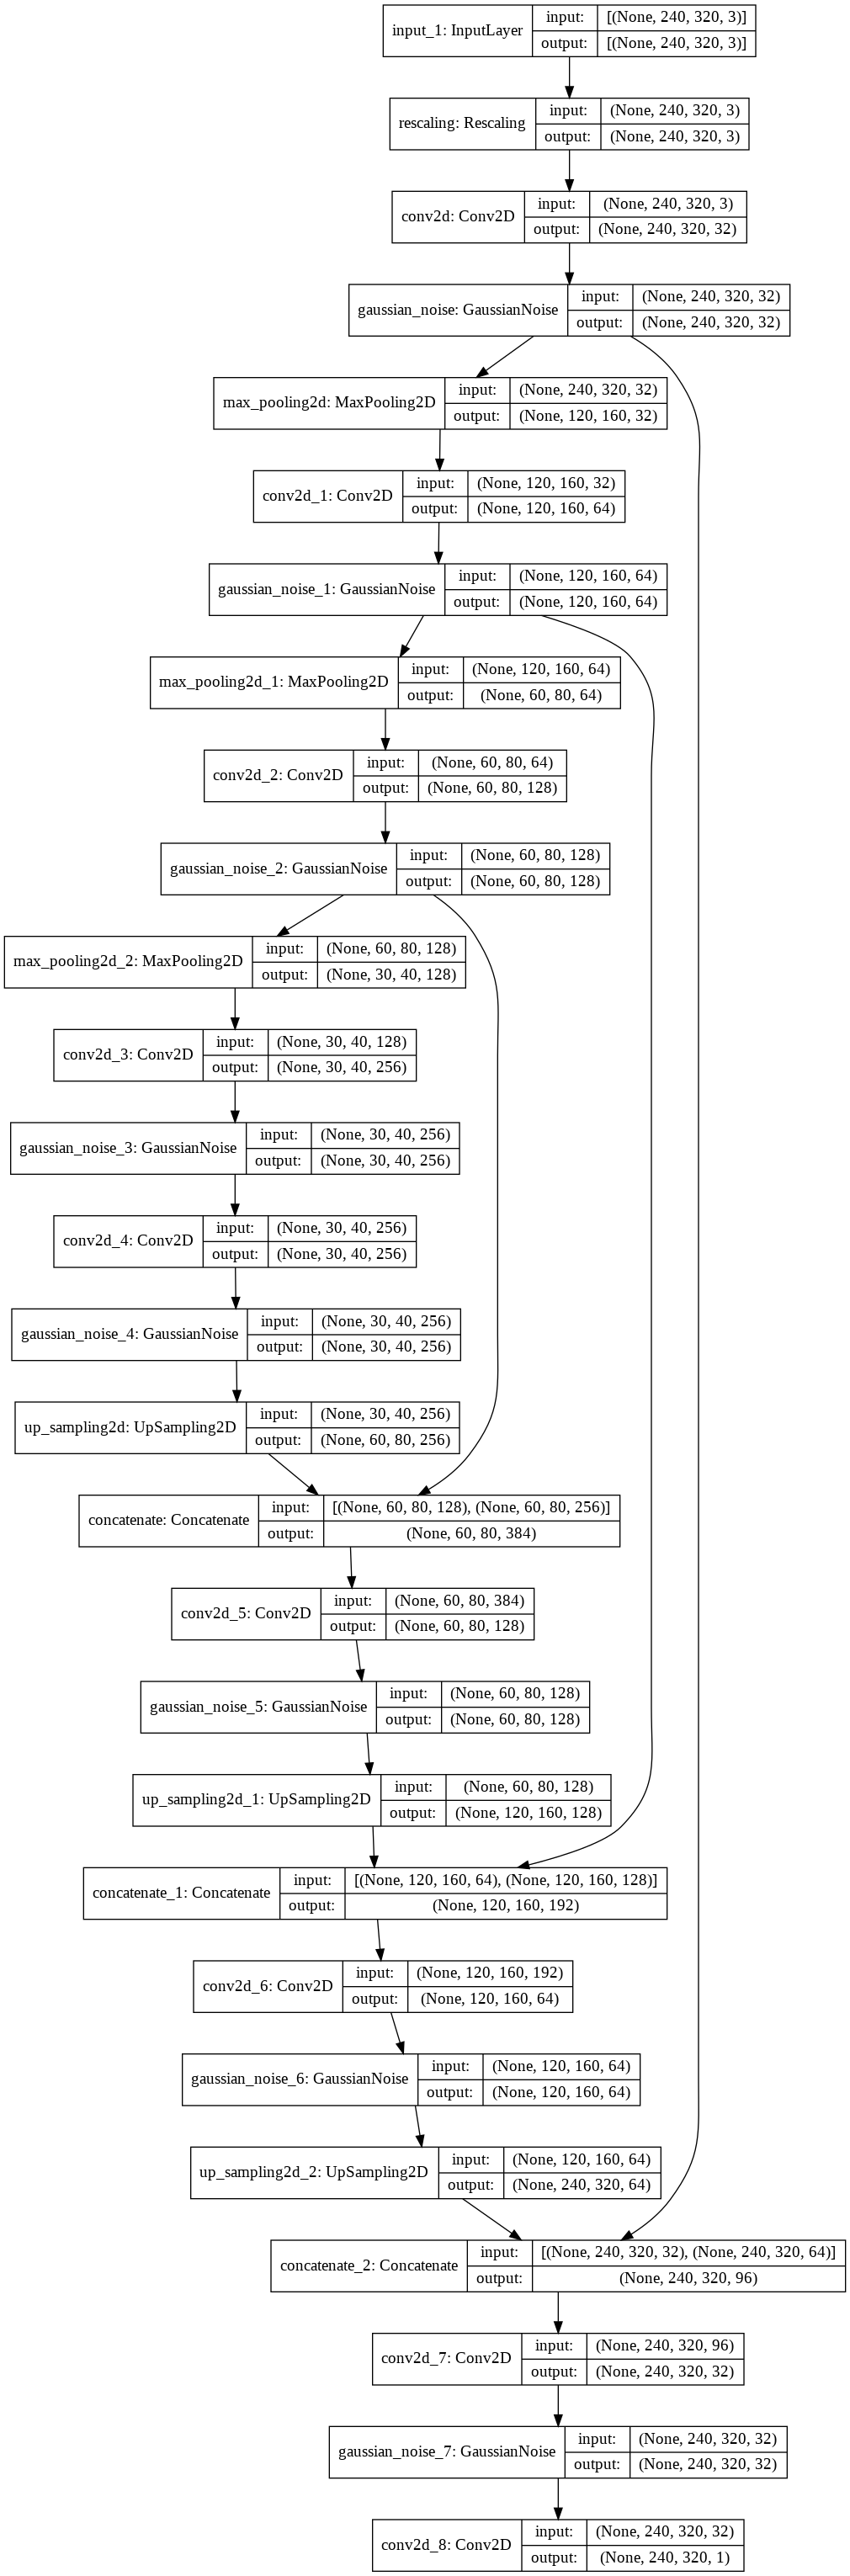 input_1: InputLayer
input: [(None, 240, 320, 3)]
output: [(None, 240, 320, 3)]
rescaling: Rescaling
input: (None, 240, 320, 3)
output: (None, 240, 320, 3)
conv2d: Conv2D
input: (None, 240, 320, 3)
output: (None, 240, 320, 32)
gaussian_noise: GaussianNoise
input: (None, 240, 320, 32)
output: (None, 240, 320, 32)
max_pooling2d: MaxPooling2D
input: (None, 240, 320, 32)
output: (None, 120, 160, 32)
conv2d_1: Conv2D
input: (None, 120, 160, 32)
output: (None, 120, 160, 64)
gaussian_noise_1: GaussianNoise
input: (None, 120, 160, 64)
output: (None, 120, 160, 64)
max_pooling2d_1: MaxPooling2D
input: (None, 120, 160, 64)
output: (None, 60, 80, 64)
conv2d_2: Conv2D
input: (None, 60, 80, 64)
output: (None, 60, 80, 128)
gaussian_noise_2: GaussianNoise
input: (None, 60, 80, 128)
output: (None, 60, 80, 128)
max_pooling2d_2: MaxPooling2D
input: (None, 60, 80, 128)
output: (None, 30, 40, 128)
conv2d_3: Conv2D
input: (None, 30, 40, 128)
output: (None, 30, 40, 256)
gaussian_noise_3: GaussianNoise
input: (None, 30, 40, 256)
output: (None, 30, 40, 256)
conv2d_4: Conv2D
input: (None, 30, 40, 256)
output: (None, 30, 40, 256)
gaussian_noise_4: GaussianNoise
input: (None, 30, 40, 256)
output: (None, 30, 40, 256)
up_sampling2d: UpSampling2D
input: (None, 30, 40, 256)
output: (None, 60, 80, 256)
concatenate: Concatenate
input: [(None, 60, 80, 128), (None, 60, 80, 256)]
output: (None, 60, 80, 384)
conv2d_5: Conv2D
input: (None, 60, 80, 384)
output: (None, 60, 80, 128)
gaussian_noise_5: GaussianNoise
input: (None, 60, 80, 128)
output: (None, 60, 80, 128)
up_sampling2d_1: UpSampling2D
input: (None, 60, 80, 128)
output: (None, 120, 160, 128)
concatenate_1: Concatenate
input: [(None, 120, 160, 64), (None, 120, 160, 128)]
output: (None, 120, 160, 192)
conv2d_6: Conv2D
input: (None, 120, 160, 192)
output: (None, 120, 160, 64)
gaussian_noise_6: GaussianNoise
input: (None, 120, 160, 64)
output: (None, 120, 160, 64)
up_sampling2d_2: UpSampling2D
input: (None, 120, 160, 64)
output: (None, 240, 320, 64)
concatenate_2: Concatenate
input: [(None, 240, 320, 32), (None, 240, 320, 64)]
output: (None, 240, 320, 96)
conv2d_7: Conv2D
input: (None, 240, 320, 96)
output: (None, 240, 320, 32)
gaussian_noise_7: GaussianNoise
input: (None, 240, 320, 32)
output: (None, 240, 320, 32)
conv2d_8: Conv2D
input: (None, 240, 320, 32)
output: (None, 240, 320, 1)